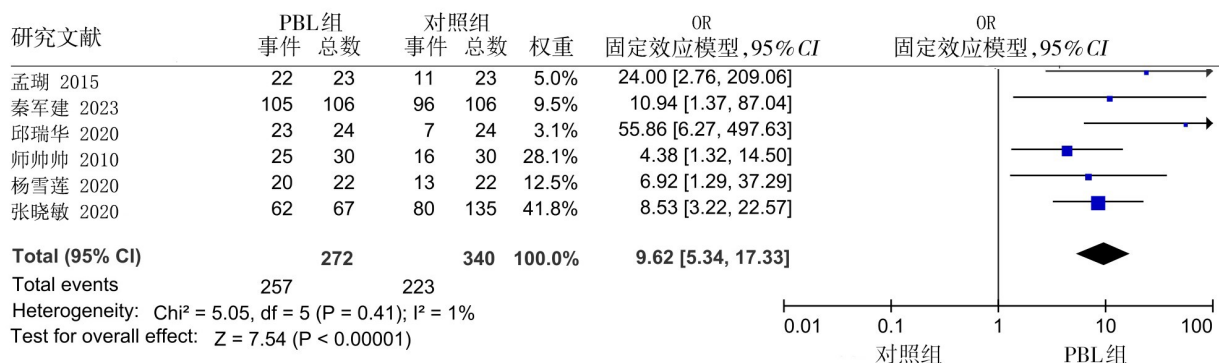 PBL组 对照组 OR OR
研究文献 事件 总数 事件 总数 权重 固定效应模型,95%CI 固定效应模型,95%CI
孟瑚 2015 22 23 11 23 5.0% 24.00 [2.76, 209.06]
秦军建 2023 105 106 96 106 9.5% 10.94 [1.37, 87.04]
邱瑞华 2020 23 24 7 24 3.1% 55.86 [6.27, 497.63]
师帅帅 2010 25 30 16 30 28.1% 4.38 [1.32, 14.50]
杨雪莲 2020 20 22 13 22 12.5% 6.92 [1.29, 37.29]
张晓敏 2020 62 67 80 135 41.8% 8.53 [3.22, 22.57]
Total (95% CI) 272 340 100.0% 9.62 [5.34, 17.33]
Total events 257 223
Heterogeneity: Chi² = 5.05, df = 5 (P = 0.41); I² = 1%
Test for overall effect: Z = 7.54 (P < 0.00001)
0.01 0.1 1 10 100
对照组 PBL组